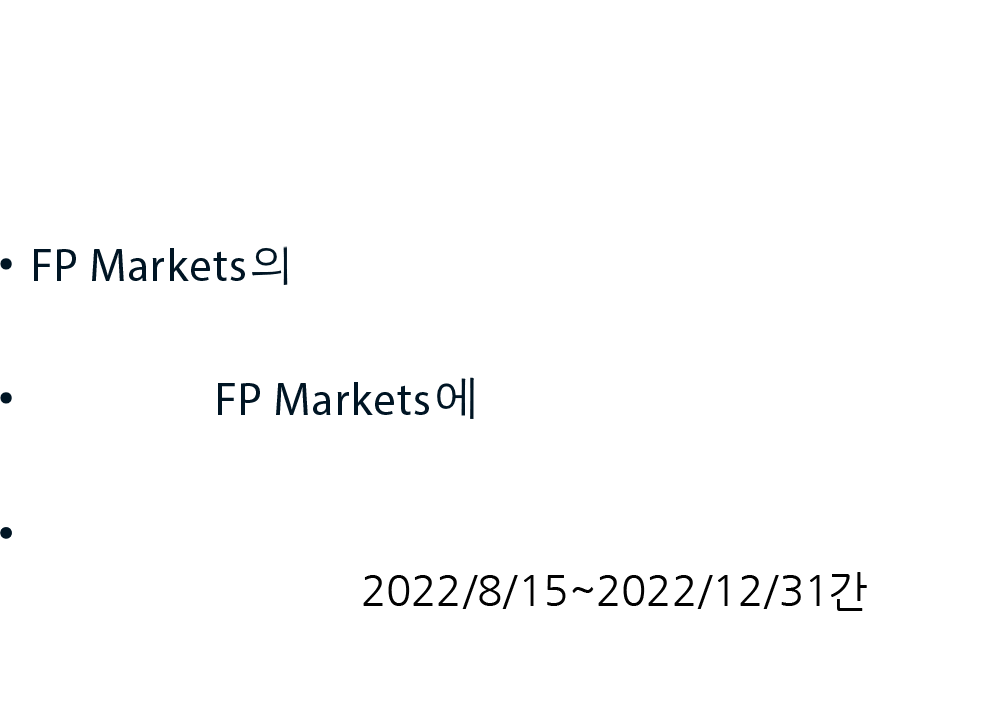 • FP Markets의
• FP Markets에
•
2022/8/15~2022/12/31간